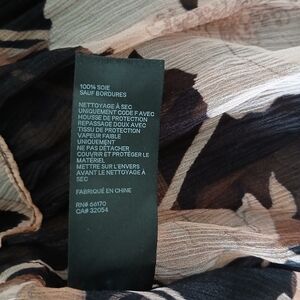 100% SOIE
SAUF BORDURES
NETTOYAGE À SEC
UNIQUEMENT CODE F AVEC
HOUSSE DE PROTECTION
REPASSAGE DOUX AVEC
TISSU DE PROTECTION
VAPEUR FAIBLE
UNIQUEMENT
NE PAS DÉTACHER
COUVRIR ET PROTÉGER LE
MATÉRIEL
METTRE SUR L'ENVERS
AVANT LE NETTOYAGE À
SEC
FABRIQUÉ EN CHINE
RN# 66170
CA# 32054